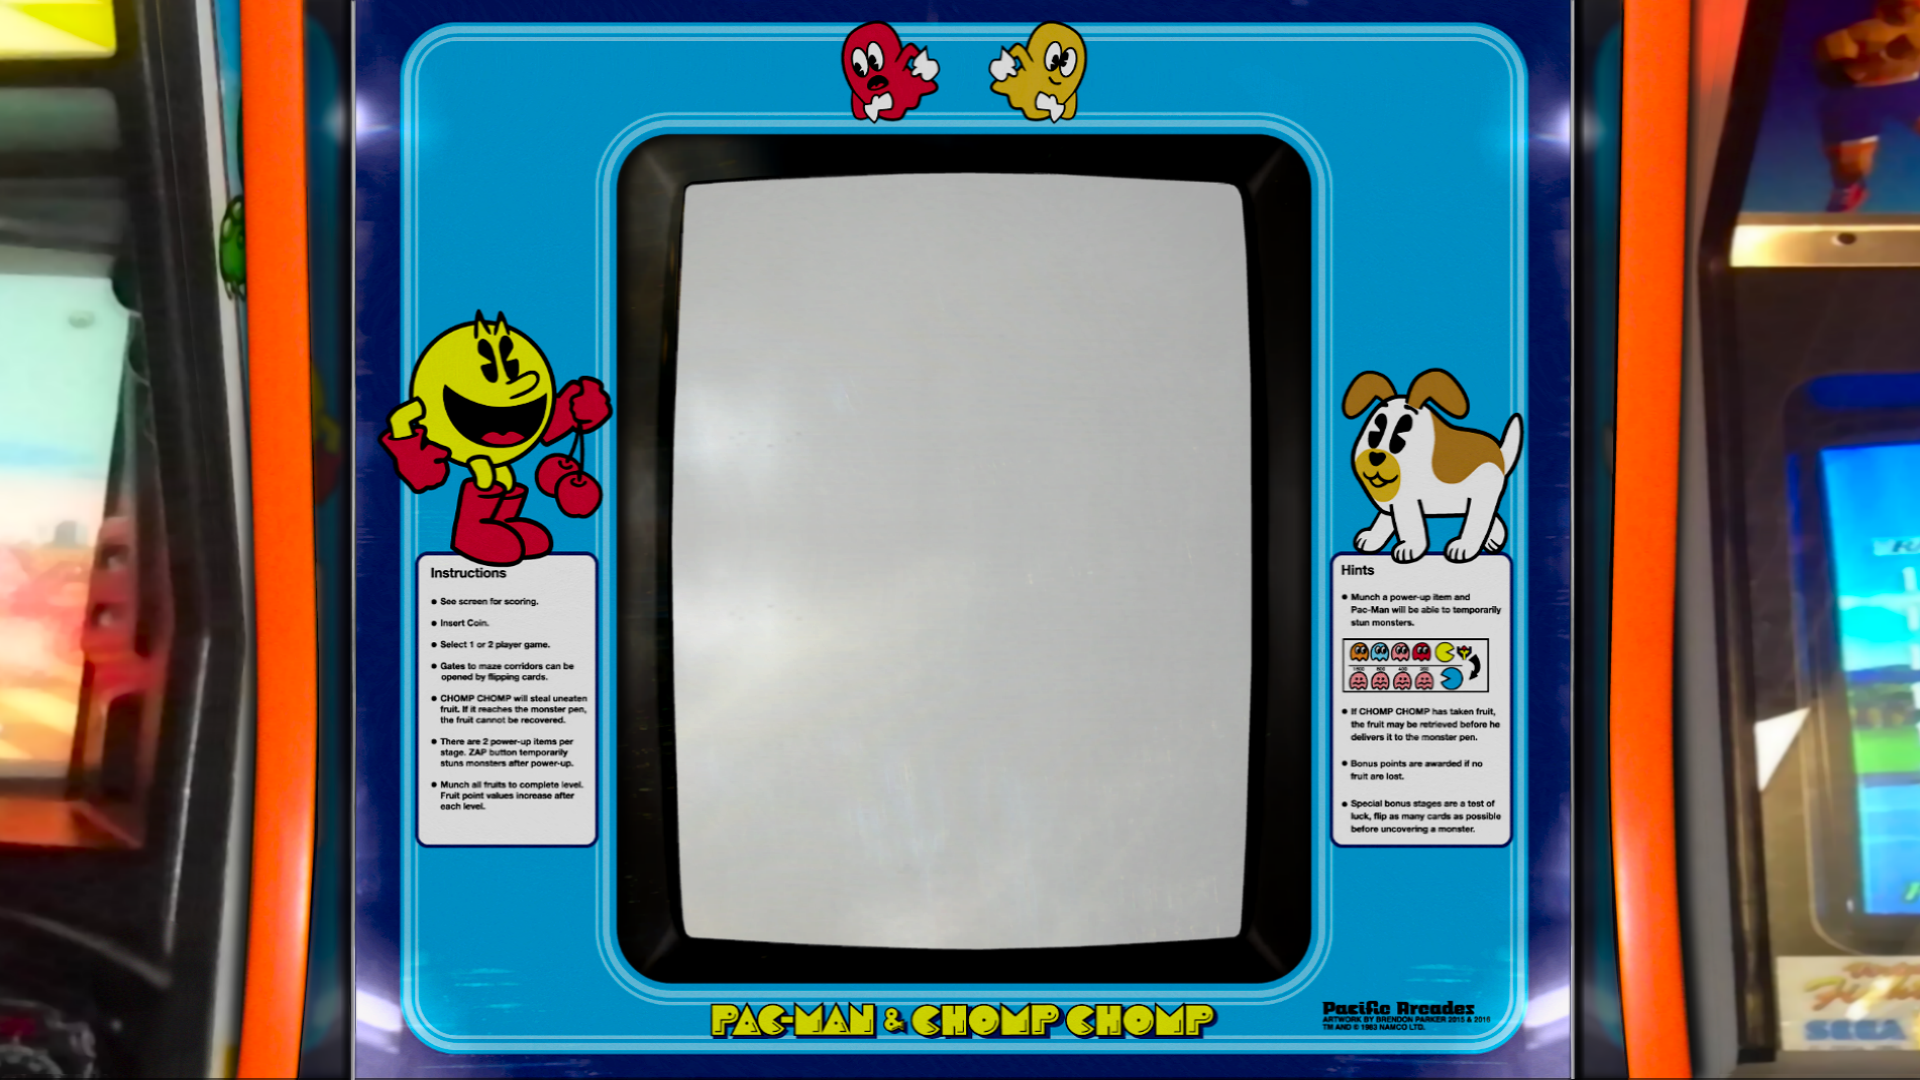 Instructions
● See screen for scoring.
● Insert Coin.
● Select 1 or 2 player game.
● Gates to maze corridors can be
opened by flipping cards.
● CHOMP CHOMP will steal uneaten
fruit. If it reaches the monster pen,
the fruit cannot be recovered.
● There are 2 power-up items per
stage. ZAP button temporarily
stuns monsters after power-up.
● Munch all fruits to complete level.
Fruit point values increase after
each level.
Hints
● Munch a power-up item and
Pac-Man will be able to temporarily
stun monsters.
● If CHOMP CHOMP has taken fruit,
the fruit may be retrieved before he
delivers it to the monster pen.
● Bonus points are awarded if no
fruit are lost.
● Special bonus stages are a test of
luck, flip as many cards as possible
before uncovering a monster.
PAC-MAN & CHOMP CHOMP
Pacific Arcades
ARTWORK BY BRENDON PARKER 2015 & 2016
TM AND © 1983 NAMCO LTD.
SEGA